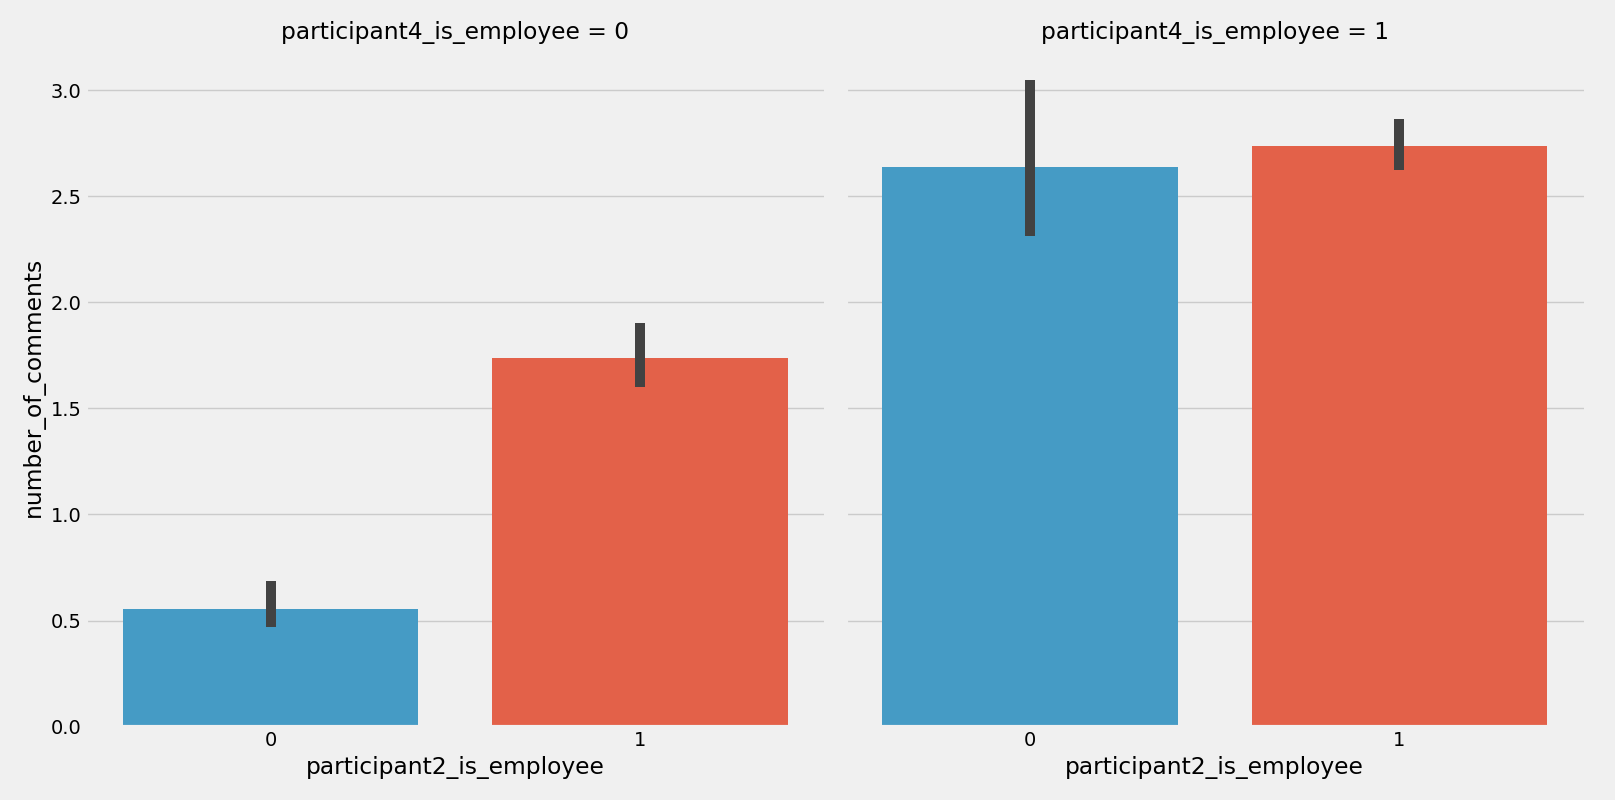 participant4_is_employee = 0
participant4_is_employee = 1
number_of_comments
3.0
2.5
2.0
1.5
1.0
0.5
0.0
0 1
0 1
participant2_is_employee
participant2_is_employee